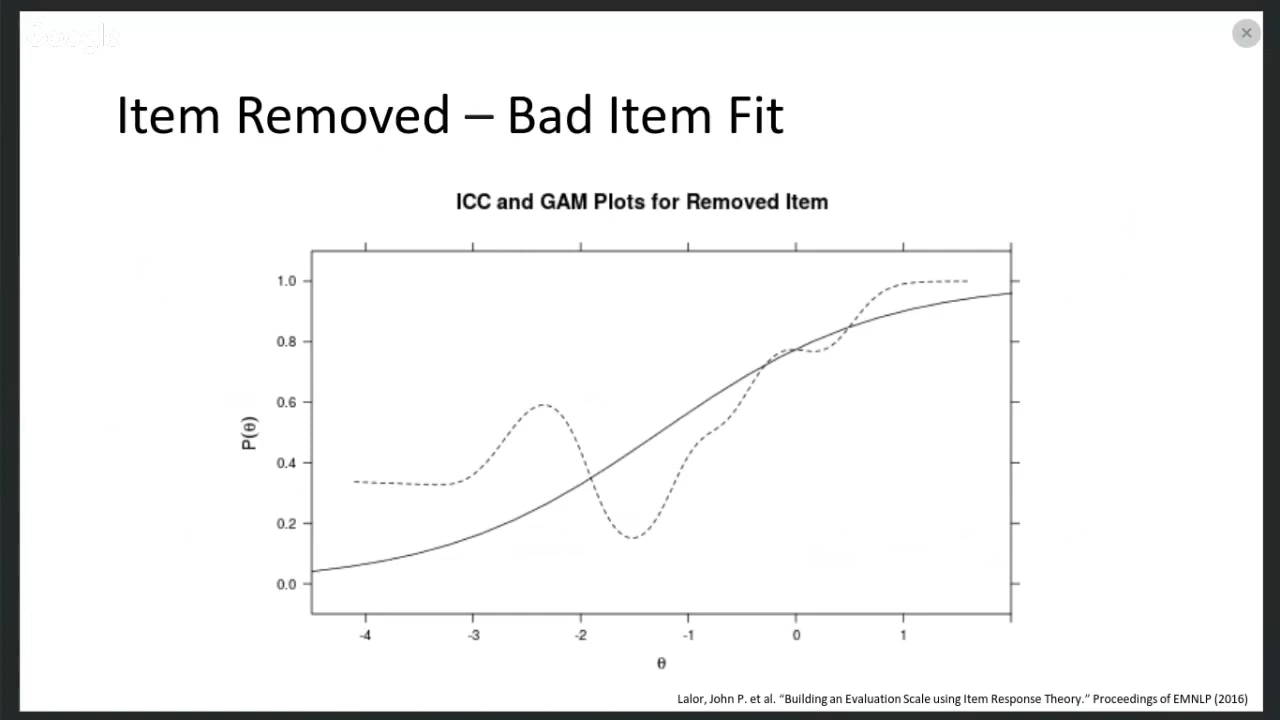 Google
Item Removed – Bad Item Fit
ICC and GAM Plots for Removed Item
1.0
0.8
0.6
0.4
0.2
0.0
P(θ)
-4 -3 -2 -1 0 1
θ
Lalor, John P. et al. “Building an Evaluation Scale using Item Response Theory.” Proceedings of EMNLP (2016)